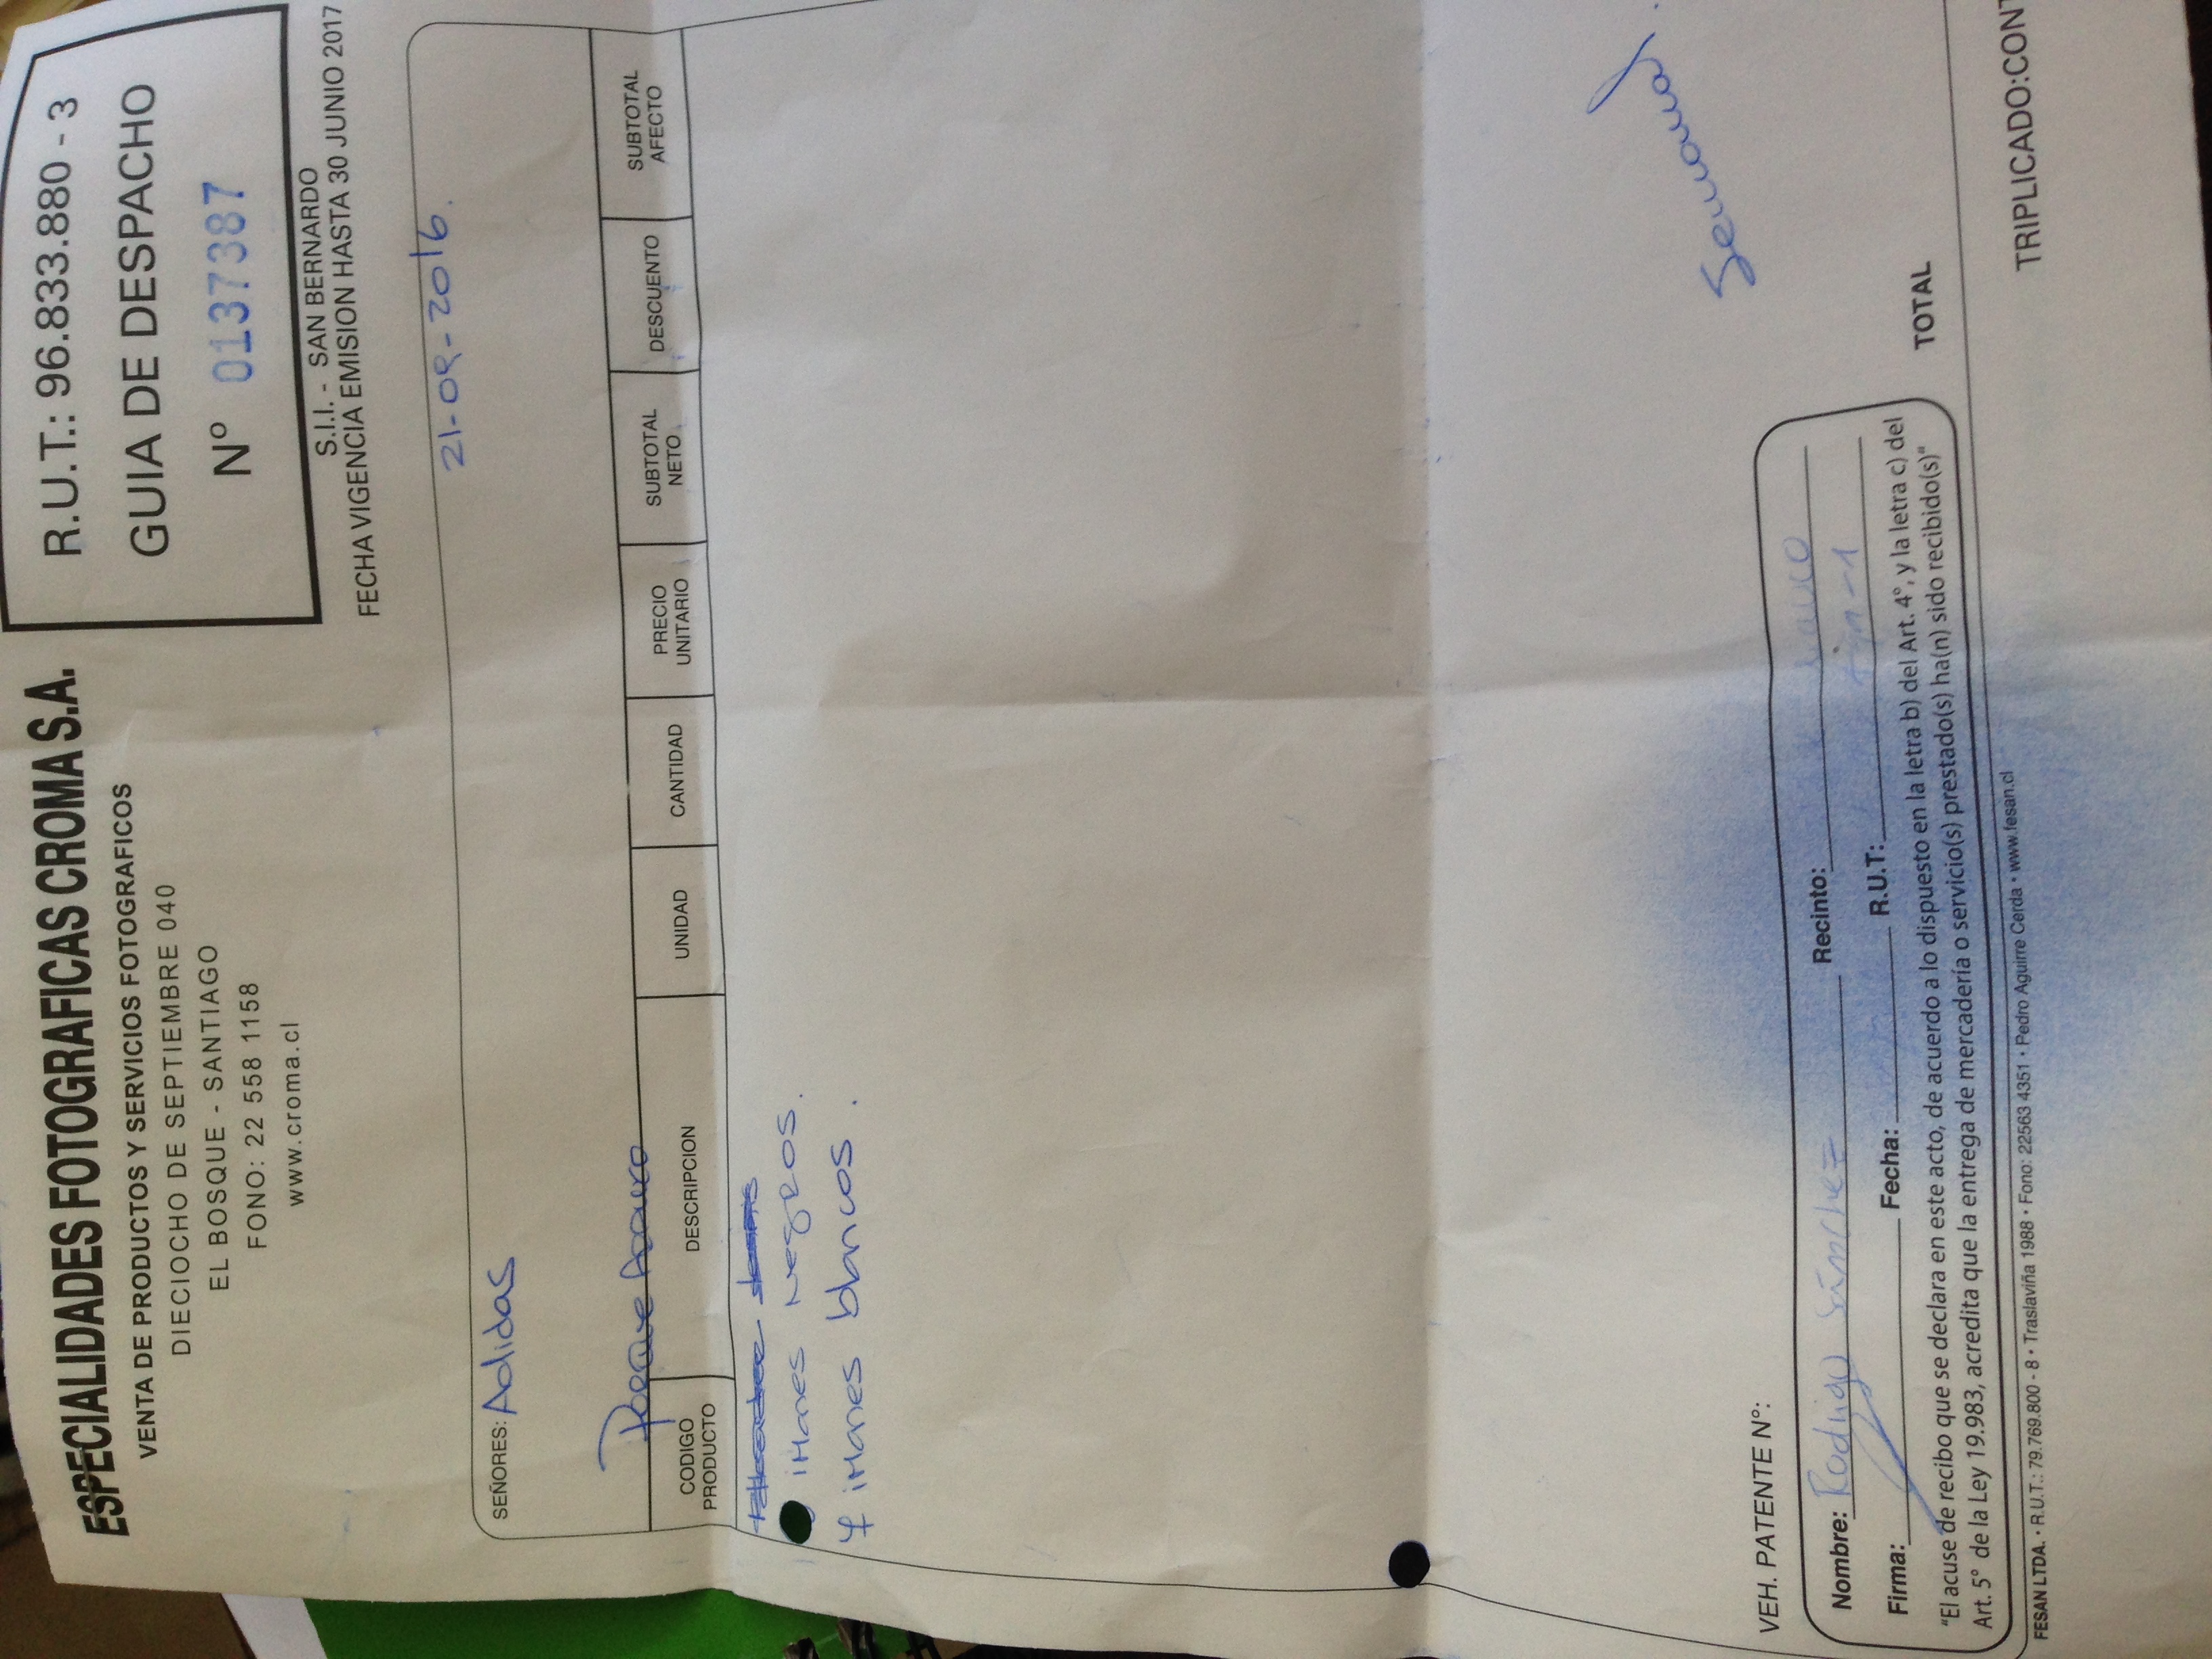 ESPECIALIDADES FOTOGRAFICAS CROMA S.A.
VENTA DE PRODUCTOS Y SERVICIOS FOTOGRAFICOS
DIECIOCHO DE SEPTIEMBRE 040
EL BOSQUE - SANTIAGO
FONO: 22 558 1158
www.croma.cl
R.U.T.: 96.833.880 - 3
GUIA DE DESPACHO
Nº 0137387
S.I.I. - SAN BERNARDO
FECHA VIGENCIA EMISION HASTA 30 JUNIO 2017
21-09-2016.
SEÑORES: Adidas
Parque Arauco
CODIGO PRODUCTO DESCRIPCION UNIDAD CANTIDAD PRECIO UNITARIO SUBTOTAL NETO DESCUENTO SUBTOTAL AFECTO
imanes Negros.
7 imanes blancos.
Semanal.
VEH. PATENTE Nº:
Nombre: Rodrigo Sánchez Recinto:
Firma: Fecha: R.U.T:
"El acuse de recibo que se declara en este acto, de acuerdo a lo dispuesto en la letra b) del Art. 4°, y la letra c) del
Art. 5° de la Ley 19.983, acredita que la entrega de mercadería o servicio(s) prestado(s) ha(n) sido recibido(s)"
TOTAL
FESAN LTDA. • R.U.T.: 79.769.800 - 8 • Traslaviña 1988 • Fono: 22563 4351 • Pedro Aguirre Cerda • www.fesan.cl
TRIPLICADO:CONT